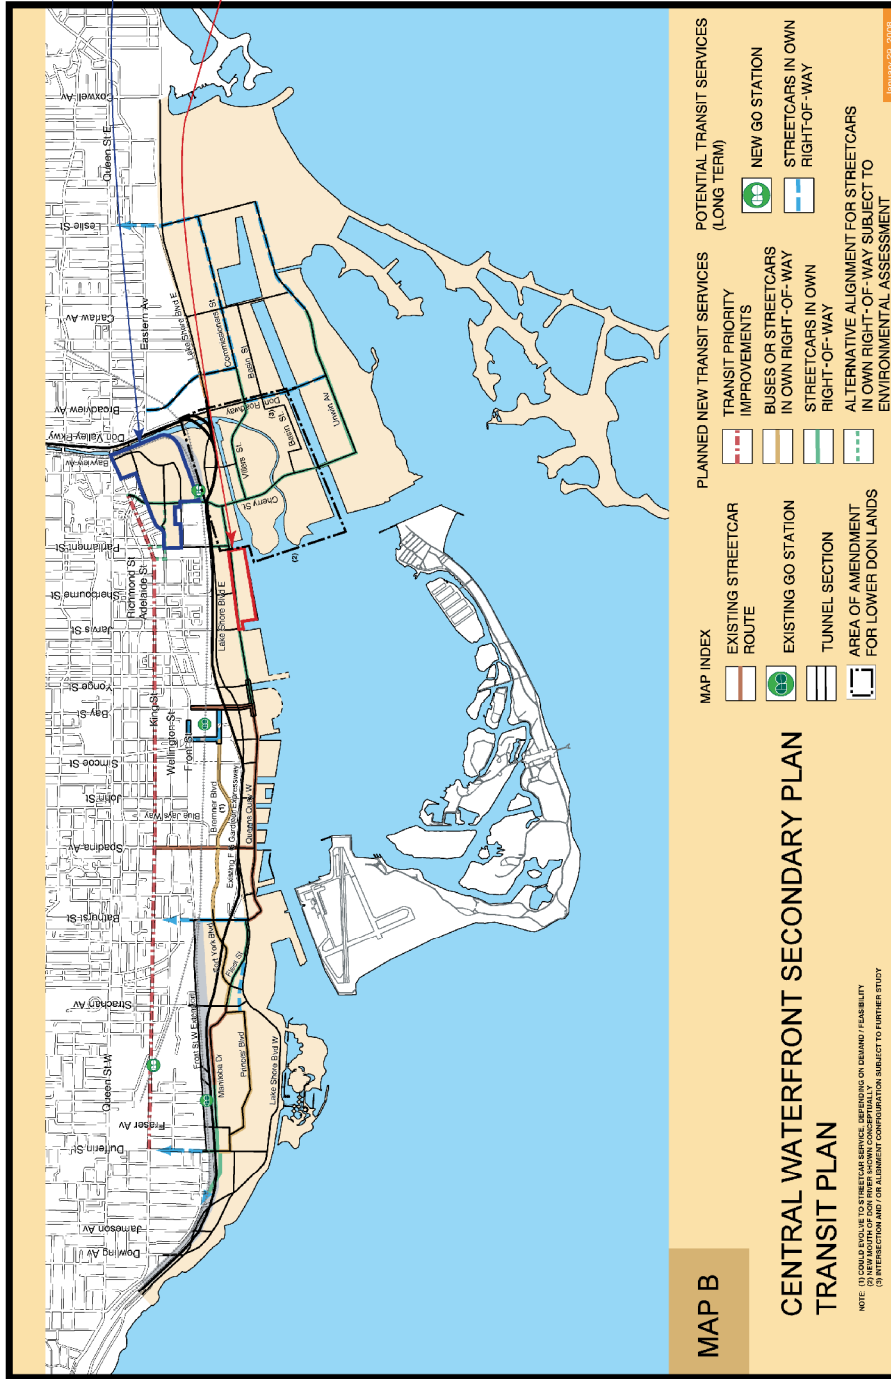 Coxwell Av
Queen St E
Leslie St
Carlaw Av
Eastern Av
Lake Shore Blvd E
Commissioners St
Basin St
Broadview Av
Don Valley Pkwy
Bayview Av
Don Roadway
(3)
Basin St.
Unwin Av
Villiers St.
Cherry St
(2)
Parliament St
Richmond St
Adelaide St
Sherbourne St
Jarvis St
Lake Shore Blvd E
Yonge St
Bay St
King St
Wellington St
Front St
Simcoe St
John St
Blue Jays Way
Bremner Blvd
(1)
Queens Quay W
Spadina Av
Bathurst St
Fort York Blvd
Fleet St
Strachan Av
Front St W Extension
Queen St W
Manitoba Dr
Princes' Blvd
Lake Shore Blvd W
Fraser Av
Dufferin St
Jameson Av
Dowling Av
MAP B
CENTRAL WATERFRONT SECONDARY PLAN
TRANSIT PLAN
NOTE: (1) COULD EVOLVE TO STREETCAR SERVICE, DEPENDING ON DEMAND / FEASIBILITY
(2) NEW MOUTH OF DON RIVER SHOWN CONCEPTUALLY
(3) INTERSECTION AND / OR ALIGNMENT CONFIGURATION SUBJECT TO FURTHER STUDY
MAP INDEX
EXISTING STREETCAR
ROUTE
EXISTING GO STATION
TUNNEL SECTION
AREA OF AMENDMENT
FOR LOWER DON LANDS
PLANNED NEW TRANSIT SERVICES
TRANSIT PRIORITY
IMPROVEMENTS
BUSES OR STREETCARS
IN OWN RIGHT-OF-WAY
STREETCARS IN OWN
RIGHT-OF-WAY
ALTERNATIVE ALIGNMENT FOR STREETCARS
IN OWN RIGHT-OF-WAY SUBJECT TO
ENVIRONMENTAL ASSESSMENT
POTENTIAL TRANSIT SERVICES
(LONG TERM)
NEW GO STATION
STREETCARS IN OWN
RIGHT-OF-WAY